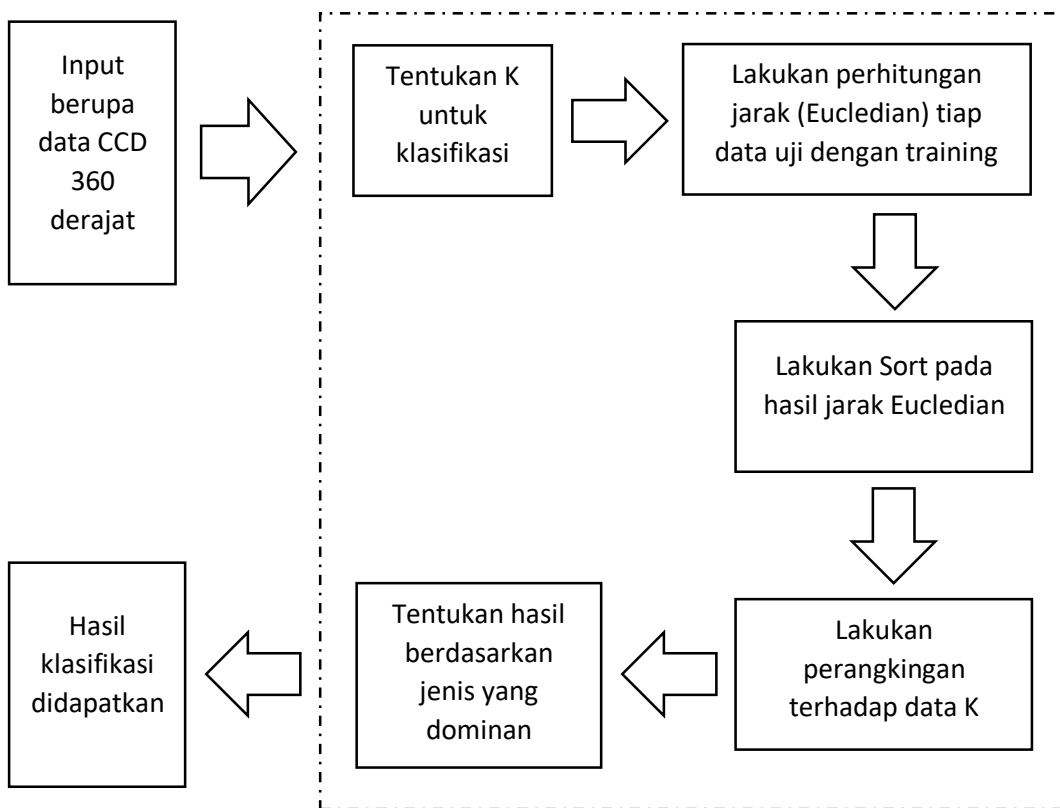 Input
berupa
data CCD
360
derajat
Tentukan K
untuk
klasifikasi
Lakukan perhitungan
jarak (Eucledian) tiap
data uji dengan training
Lakukan Sort pada
hasil jarak Eucledian
Lakukan
perangkingan
terhadap data K
Tentukan hasil
berdasarkan
jenis yang
dominan
Hasil
klasifikasi
didapatkan